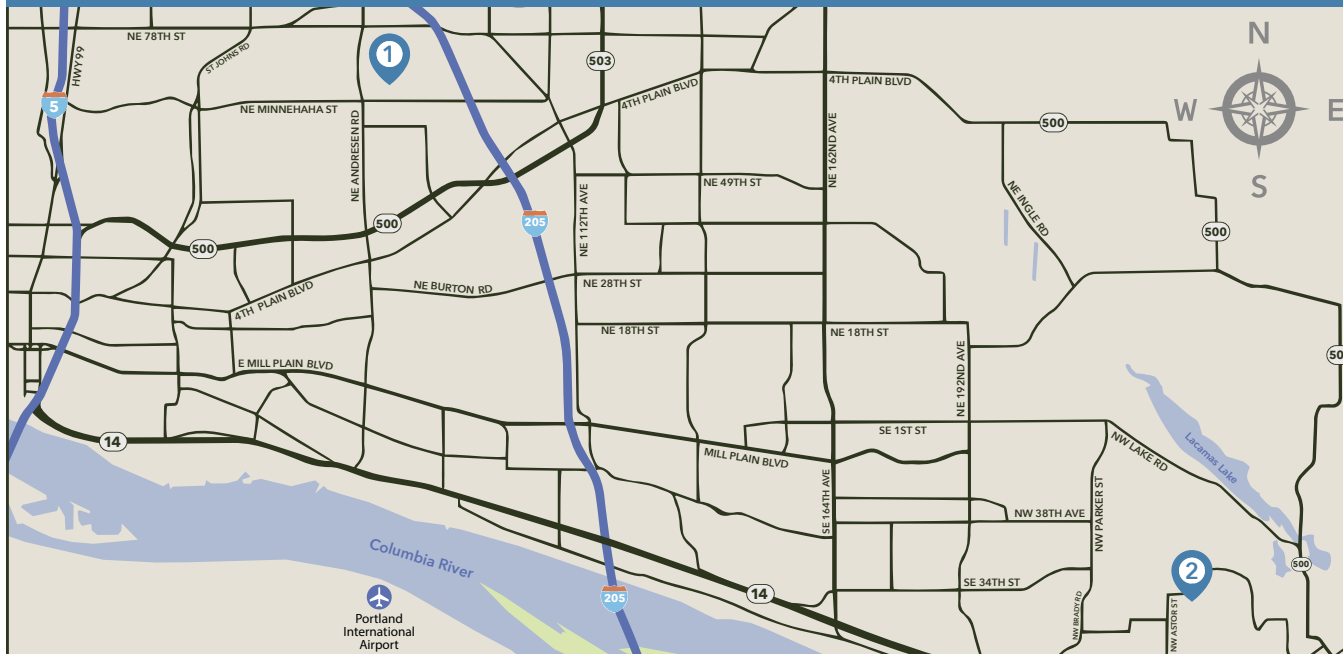 NE 78TH ST
ST JOHNS RD
HWY 99
1
503
N
4TH PLAIN BLVD
4TH PLAIN BLVD
5
NE MINNEHAHA ST
W
E
500
NE ANDRESEN RD
NE 162ND AVE
NE 49TH ST
S
NE INGLE RD
NE 112TH AVE
500
205
500
500
NE 28TH ST
NE BURTON RD
4TH PLAIN BLVD
NE 18TH ST
NE 18TH ST
E MILL PLAIN BLVD
NE 192ND AVE
50
SE 1ST ST
14
MILL PLAIN BLVD
NW LAKE RD
Lacamas Lake
SE 164TH AVE
NW PARKER ST
NW 38TH AVE
Columbia River
500
2
SE 34TH ST
14
205
NW BRADY RD
NW ASTOR ST
Portland
International
Airport